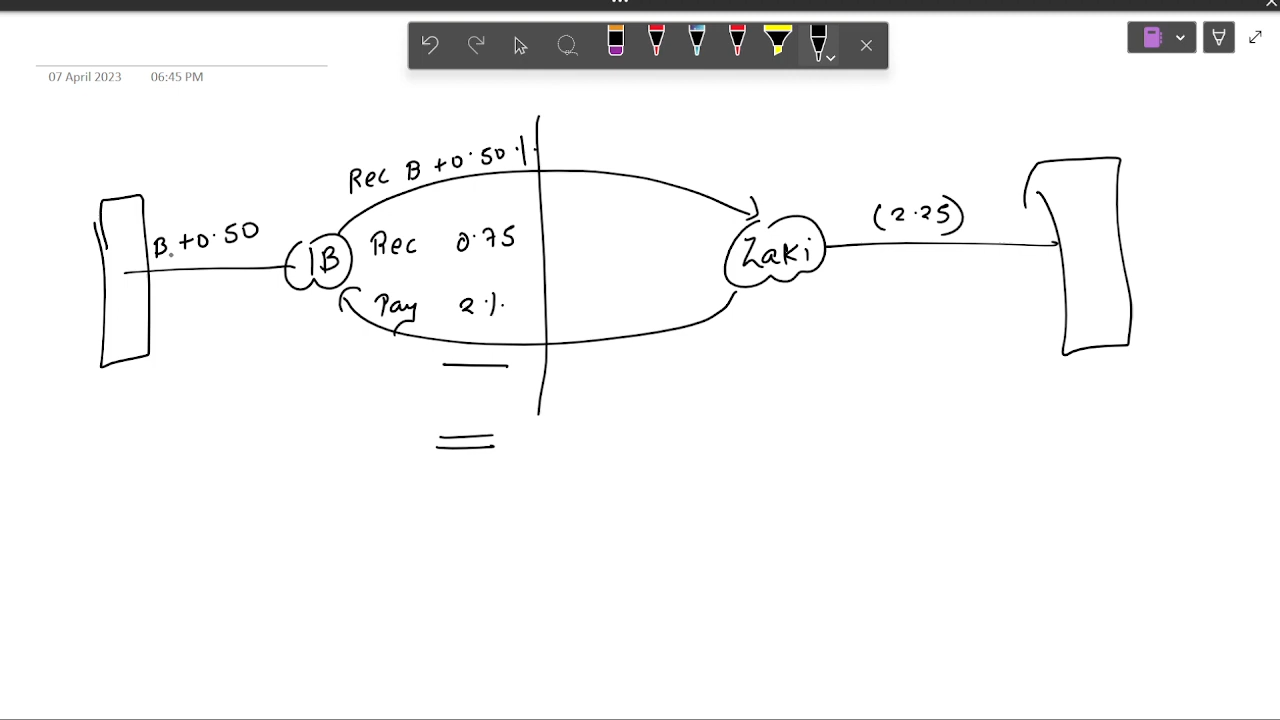 07 April 2023 06:45 PM
Rec B +0.50 %
B +0.50
IB
Rec 0.75
Zaki
(2.25)
Pay 2 %